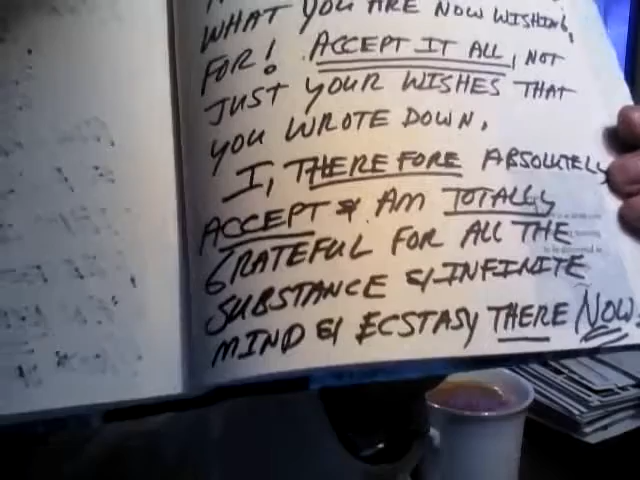 WHAT YOU ARE NOW WISHING,
FOR! ACCEPT IT ALL, NOT
JUST YOUR WISHES THAT
YOU WROTE DOWN.
I, THEREFORE ABSOLUTELY
ACCEPT & AM TOTALLY
GRATEFUL FOR ALL THE
SUBSTANCE & INFINITE
MIND & ECSTASY THERE NOW.